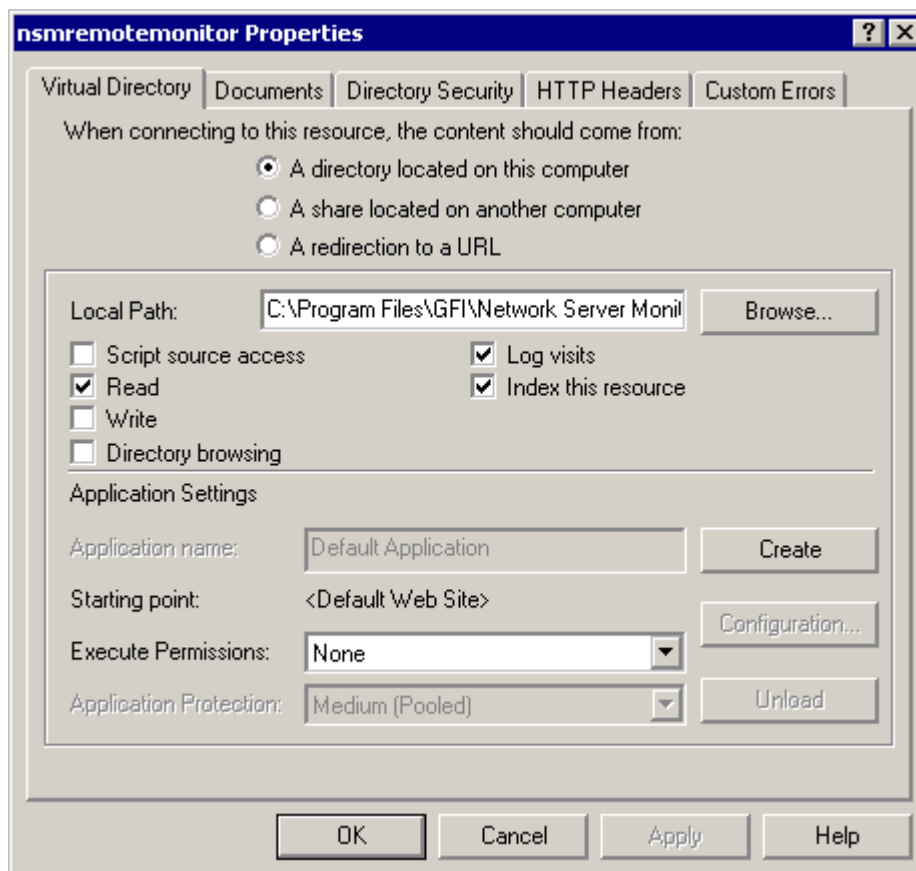 nsmremotemonitor Properties
Virtual Directory Documents Directory Security HTTP Headers Custom Errors
When connecting to this resource, the content should come from:
A directory located on this computer
A share located on another computer
A redirection to a URL
Local Path: C:\Program Files\GFI\Network Server Monit Browse...
Script source access Log visits
Read Index this resource
Write
Directory browsing
Application Settings
Application name: Default Application Create
Starting point: <Default Web Site>
Configuration...
Execute Permissions: None
Application Protection: Medium (Pooled) Unload
OK Cancel Apply Help